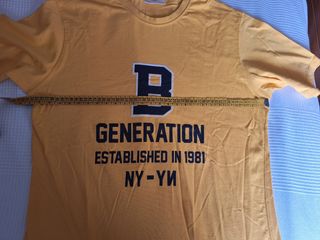 B
GENERATION
ESTABLISHED IN 1981
NY-YИ